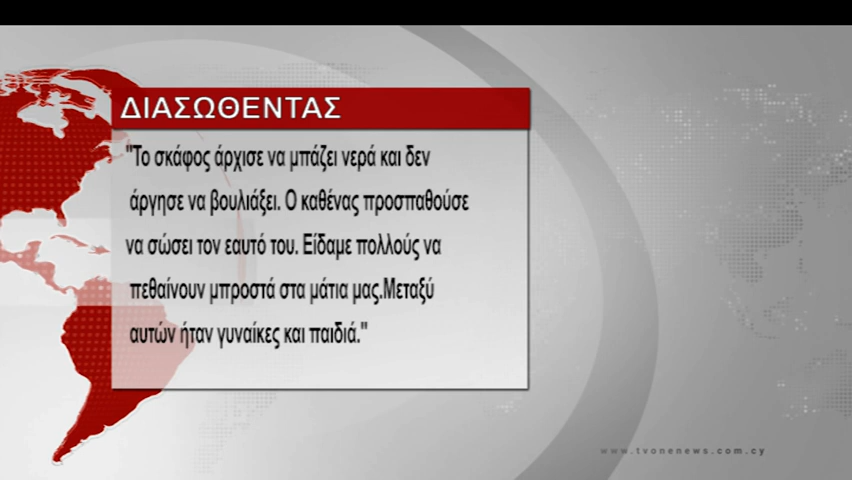 ΔΙΑΣΩΘΕΝΤΑΣ
"Το σκάφος άρχισε να μπάζει νερά και δεν
άργησε να βουλιάξει. Ο καθένας προσπαθούσε
να σώσει τον εαυτό του. Είδαμε πολλούς να
πεθαίνουν μπροστά στα μάτια μας.Μεταξύ
αυτών ήταν γυναίκες και παιδιά."
www.tvonenews.com.cy